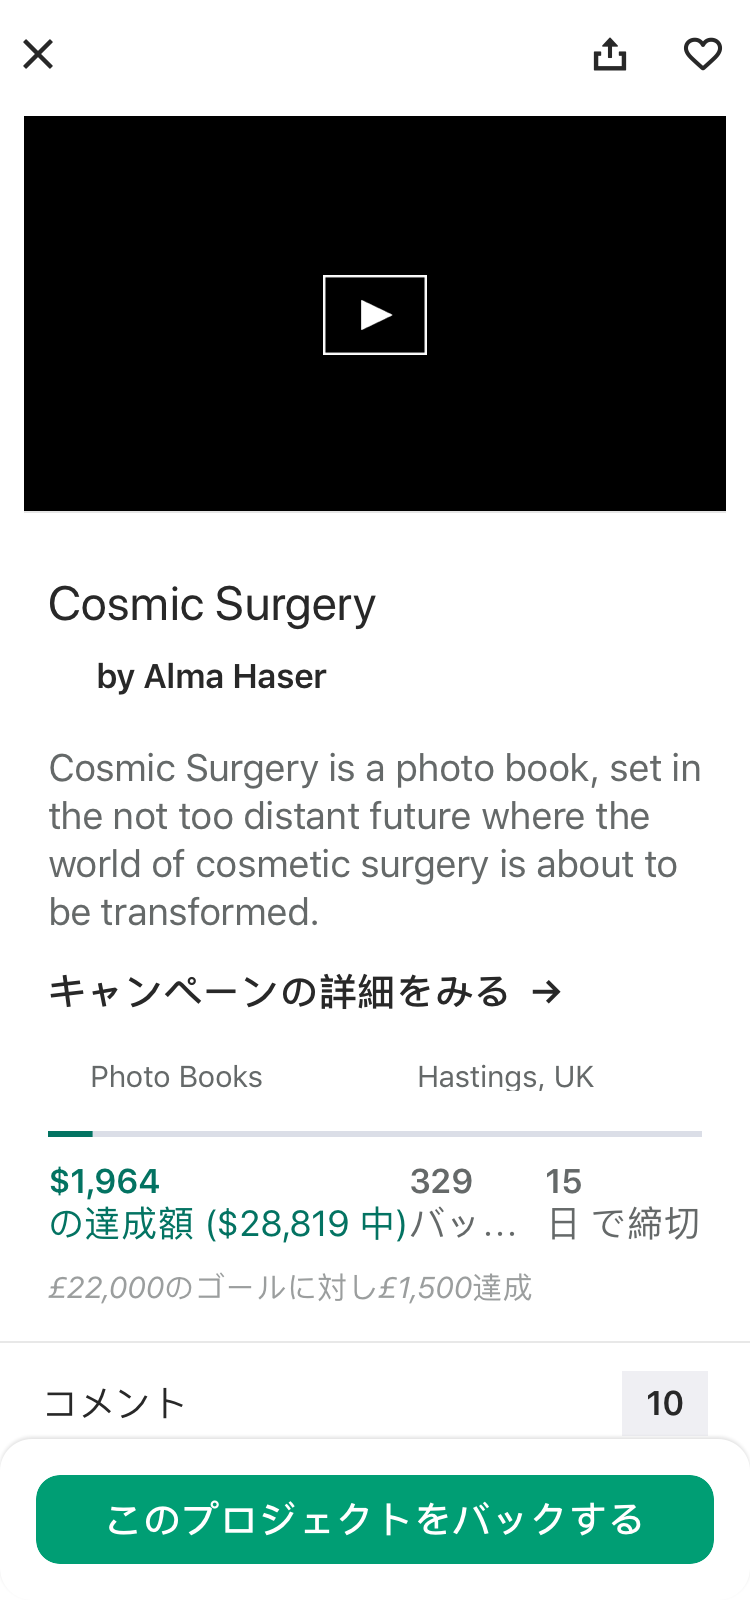 Cosmic Surgery
by Alma Haser
Cosmic Surgery is a photo book, set in
the not too distant future where the
world of cosmetic surgery is about to
be transformed.
キャンペーンの詳細をみる →
Photo Books
Hastings, UK
$1,964
の達成額 ($28,819 中)
329
バッ...
15
日 で締切
£22,000のゴールに対し£1,500達成
コメント
10
このプロジェクトをバックする